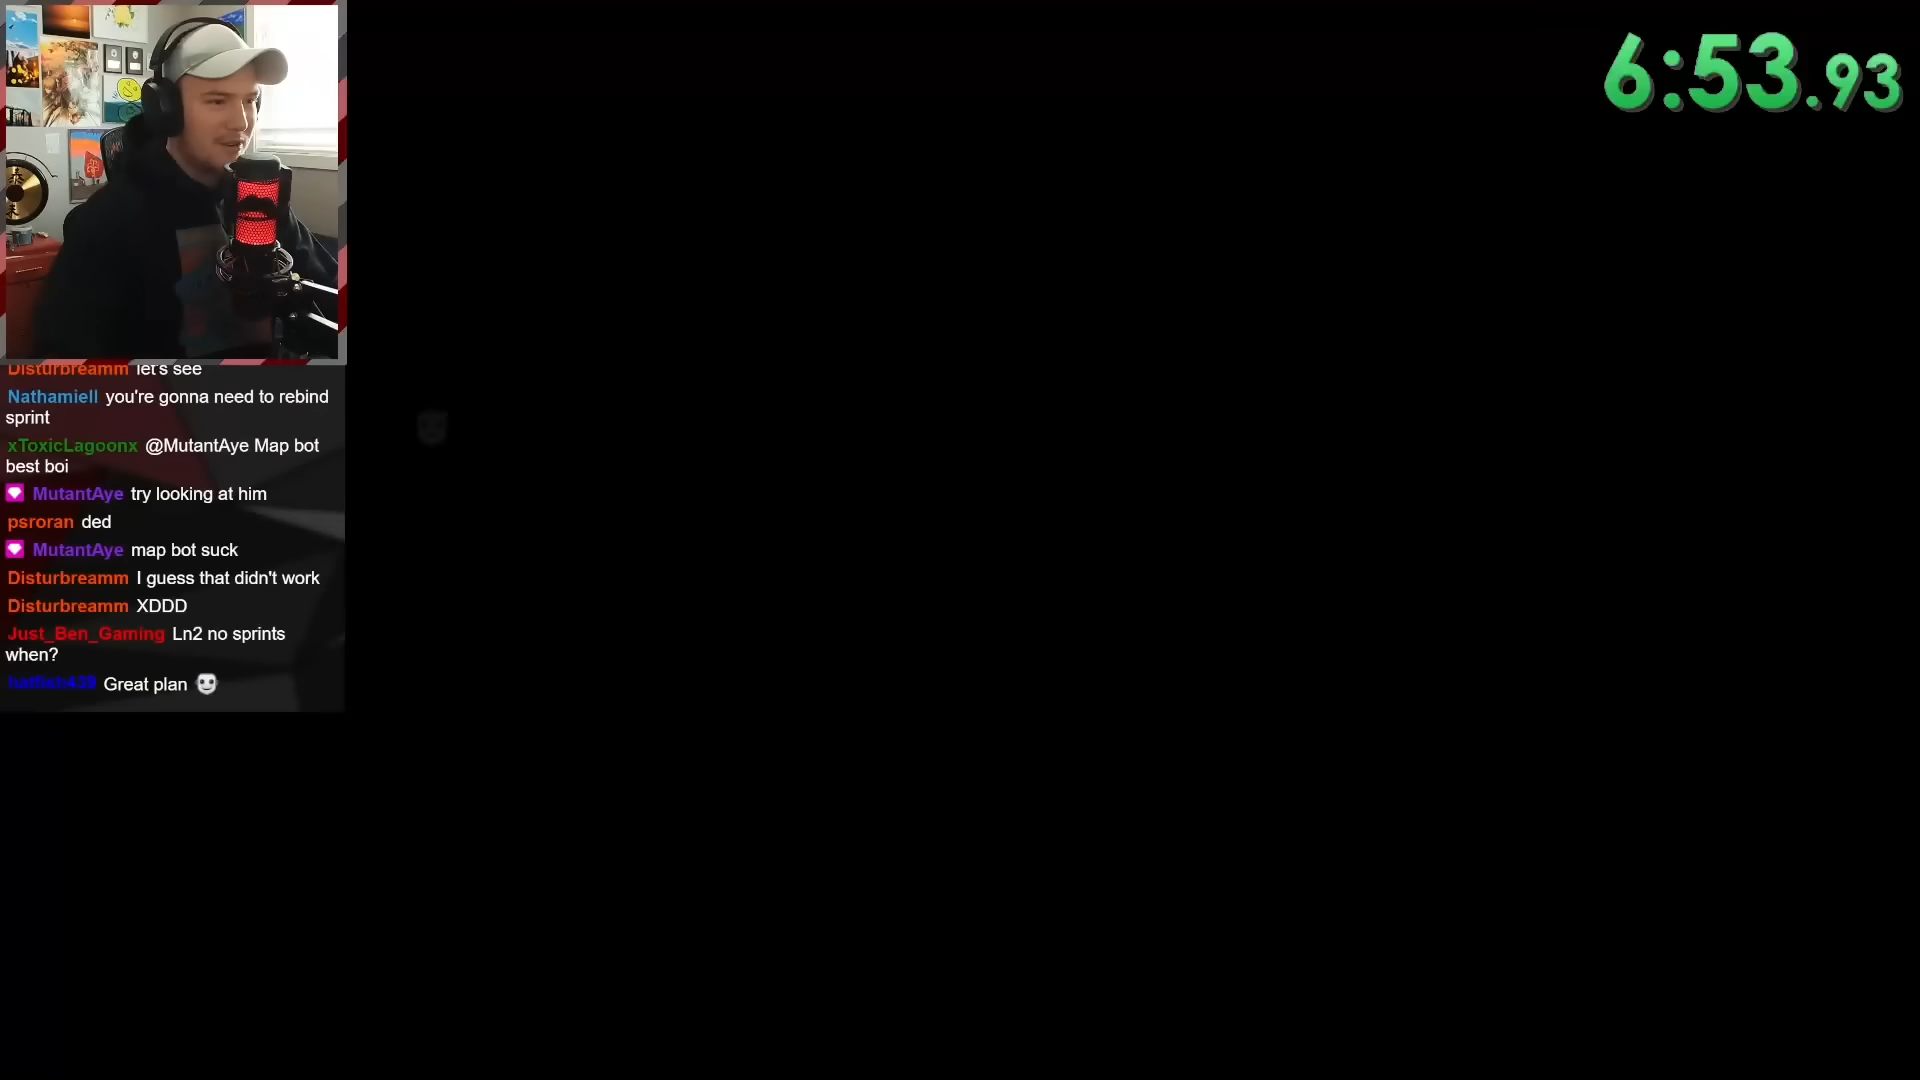 6:53.93
Disturbreamm let's see
Nathamiell you're gonna need to rebind
sprint
xToxicLagoonx @MutantAye Map bot
best boi
MutantAye try looking at him
psroran ded
MutantAye map bot suck
Disturbreamm I guess that didn't work
Disturbreamm XDDD
Just_Ben_Gaming Ln2 no sprints
when?
hatfish439 Great plan